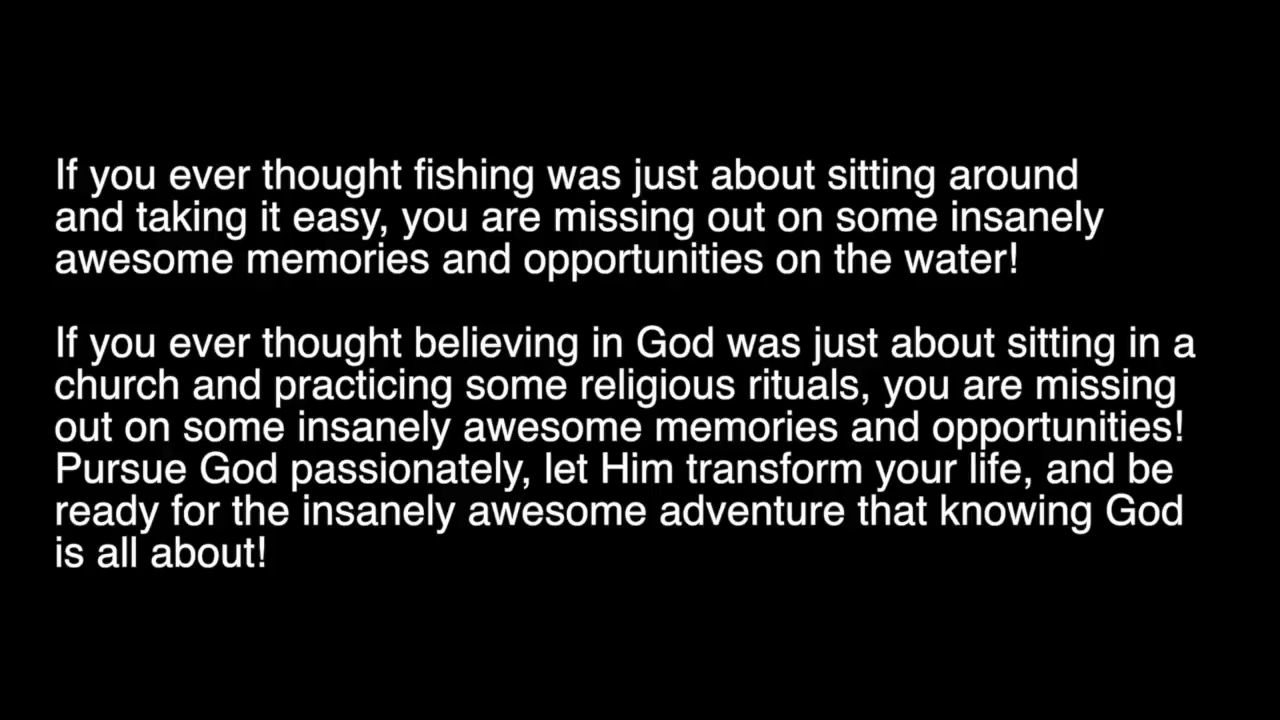 If you ever thought fishing was just about sitting around
and taking it easy, you are missing out on some insanely
awesome memories and opportunities on the water!
If you ever thought believing in God was just about sitting in a
church and practicing some religious rituals, you are missing
out on some insanely awesome memories and opportunities!
Pursue God passionately, let Him transform your life, and be
ready for the insanely awesome adventure that knowing God
is all about!